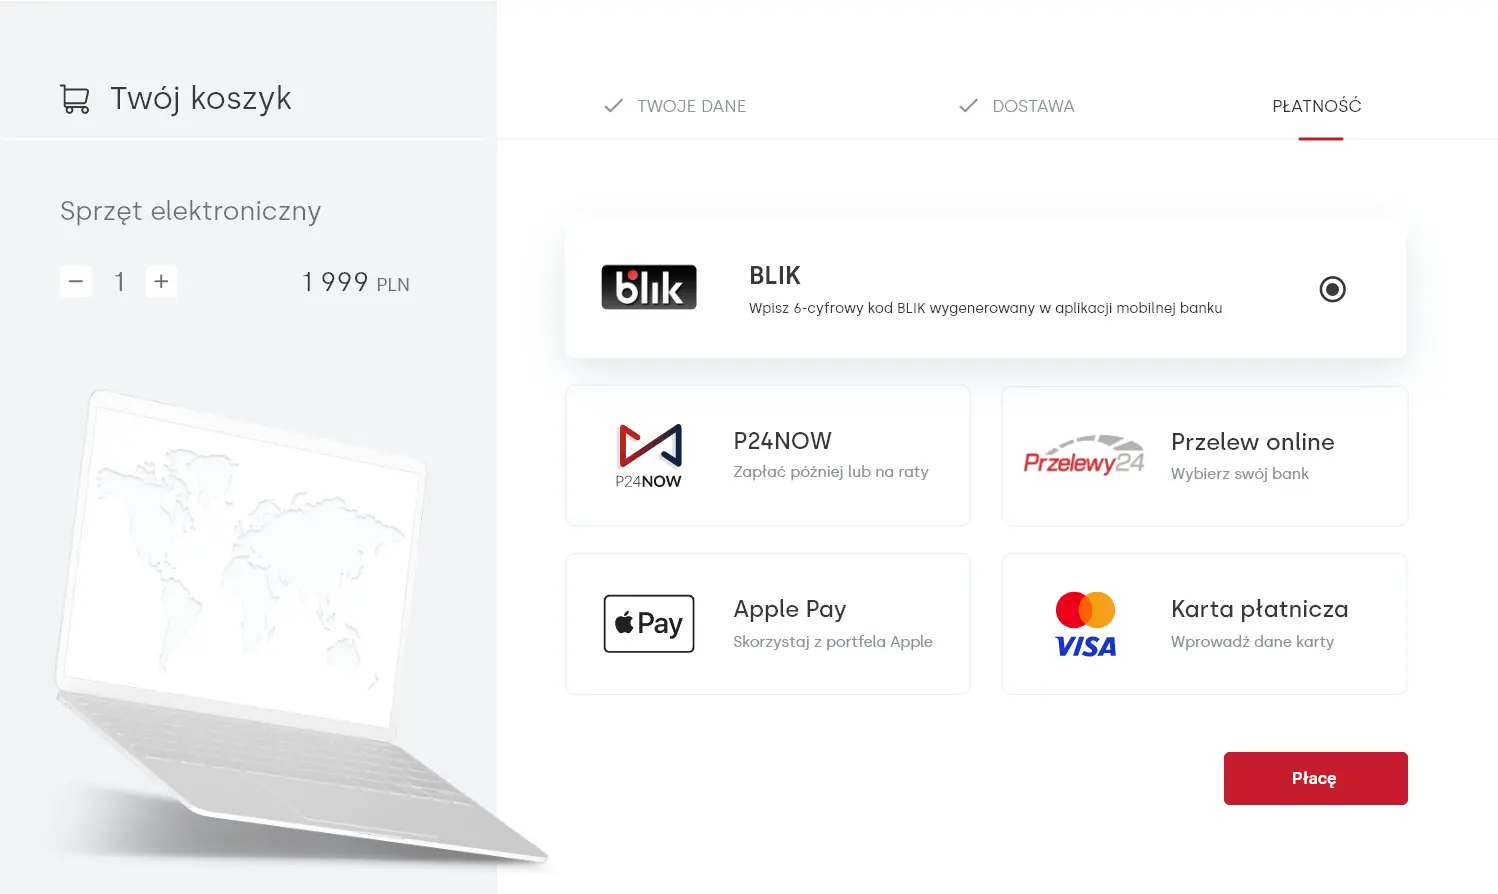 Twój koszyk
TWOJE DANE
DOSTAWA
PŁATNOŚĆ
Sprzęt elektroniczny
− 1 +
1 999 PLN
blik
BLIK
Wpisz 6-cyfrowy kod BLIK wygenerowany w aplikacji mobilnej banku
P24NOW
P24NOW
Zapłać później lub na raty
Przelewy24
Przelew online
Wybierz swój bank
Pay
Apple Pay
Skorzystaj z portfela Apple
VISA
Karta płatnicza
Wprowadź dane karty
Płacę